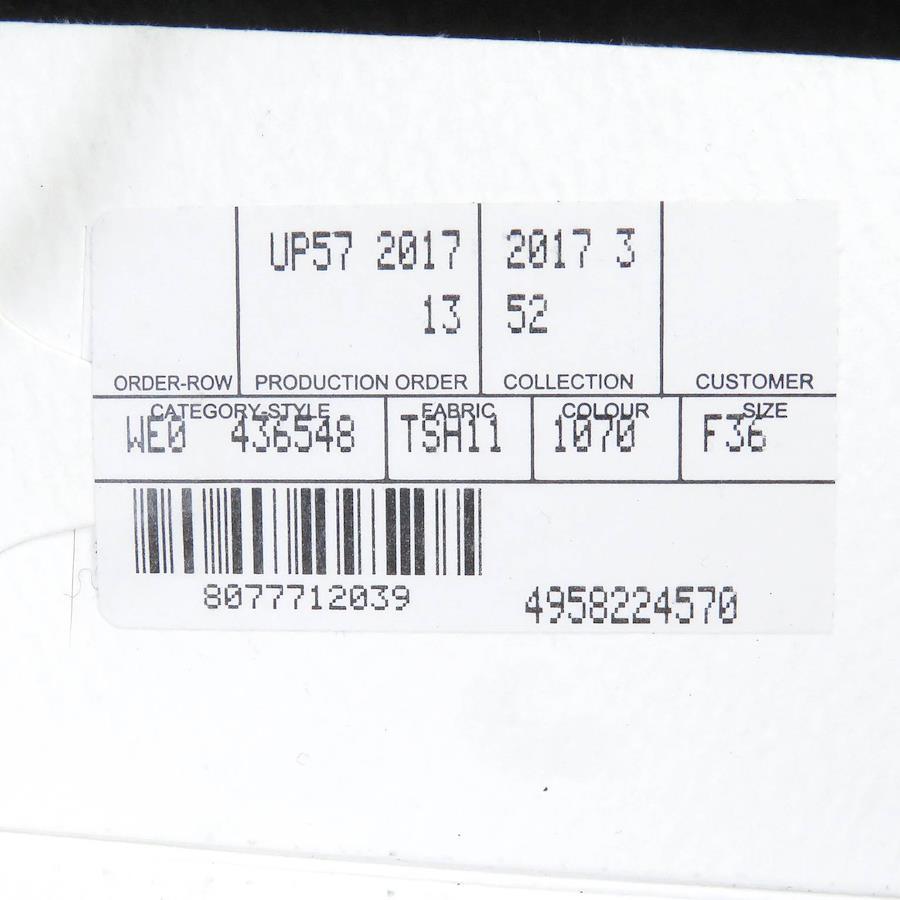 UP57 2017 2017 3
13 52
ORDER-ROW PRODUCTION ORDER COLLECTION CUSTOMER
CATEGORY-STYLE FABRIC COLOUR SIZE
WE0 436548 TSA11 1070 F36
8077712039 4958224570